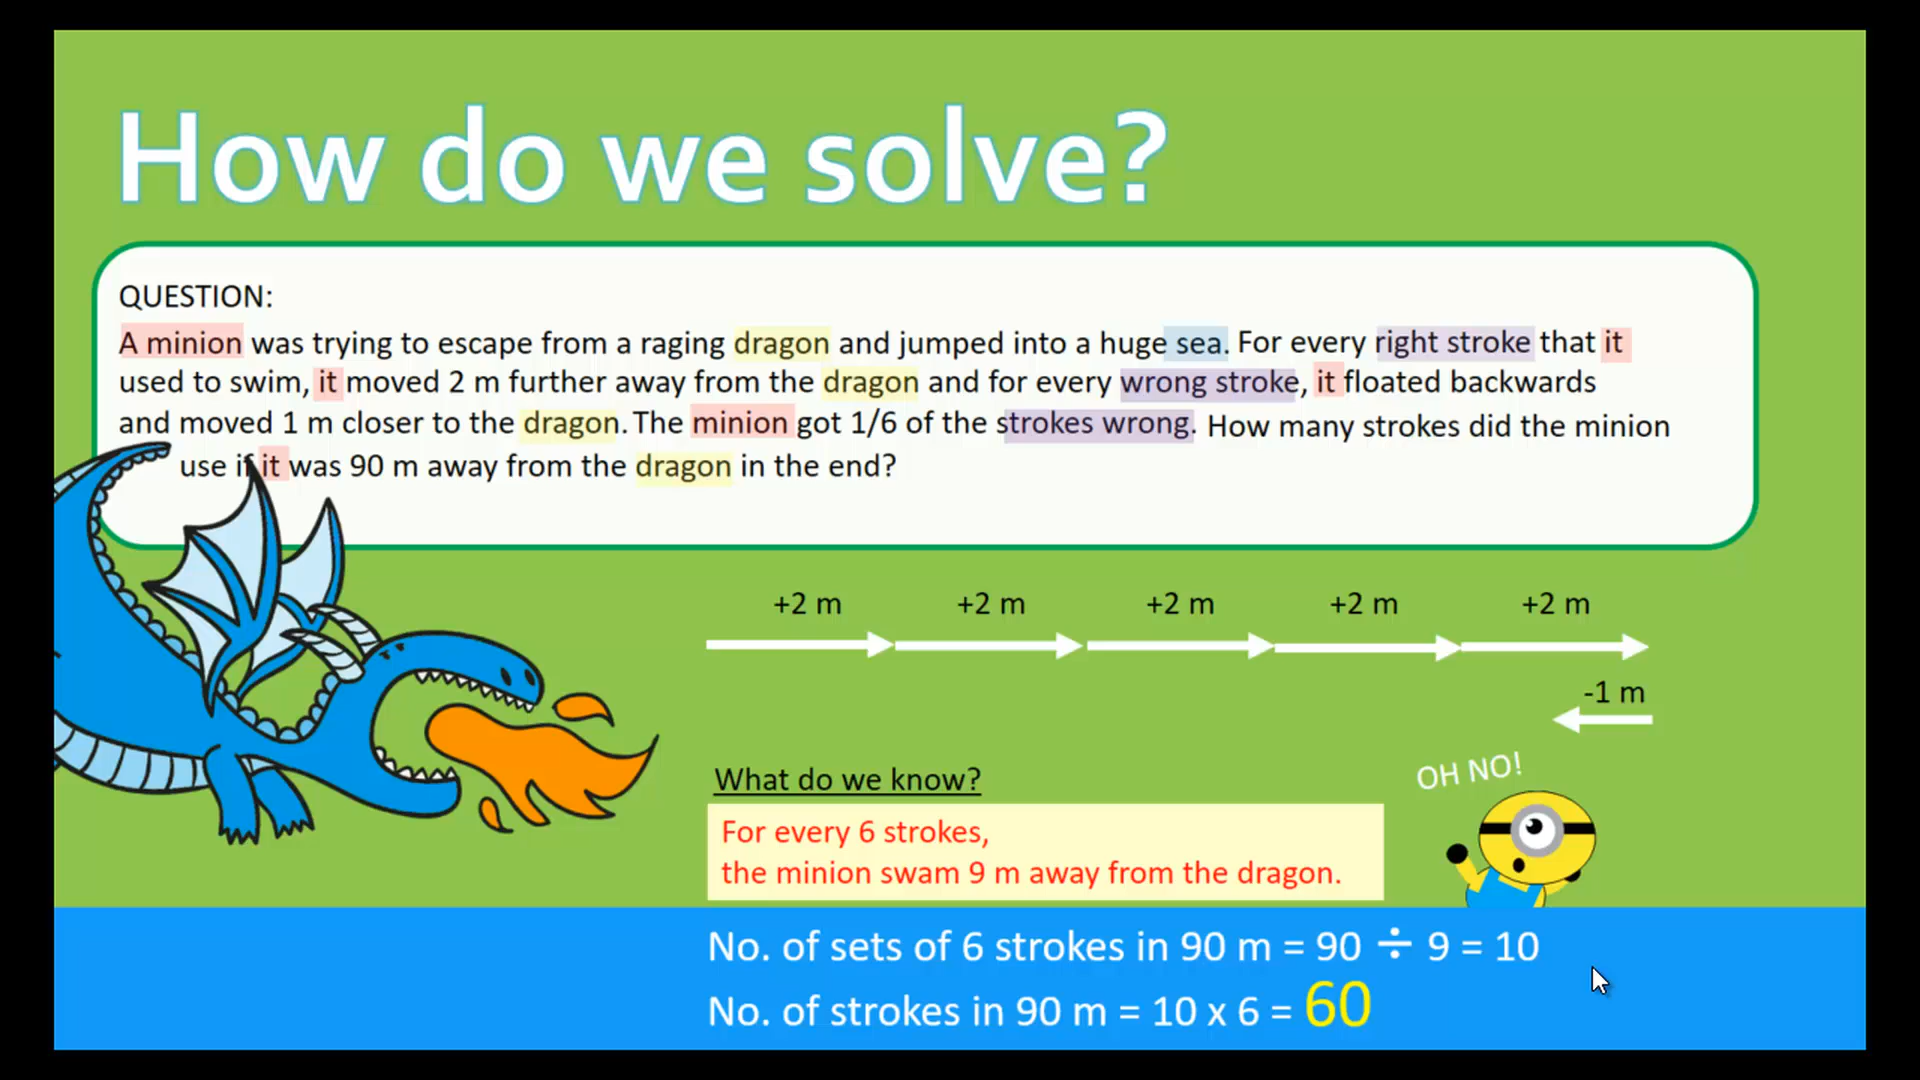 How do we solve?
QUESTION:
A minion was trying to escape from a raging dragon and jumped into a huge sea. For every right stroke that it
used to swim, it moved 2 m further away from the dragon and for every wrong stroke, it floated backwards
and moved 1 m closer to the dragon. The minion got 1/6 of the strokes wrong. How many strokes did the minion
use if it was 90 m away from the dragon in the end?
+2 m +2 m +2 m +2 m +2 m
-1 m
OH NO!
What do we know?
For every 6 strokes,
the minion swam 9 m away from the dragon.
No. of sets of 6 strokes in 90 m = 90 ÷ 9 = 10
No. of strokes in 90 m = 10 x 6 = 60